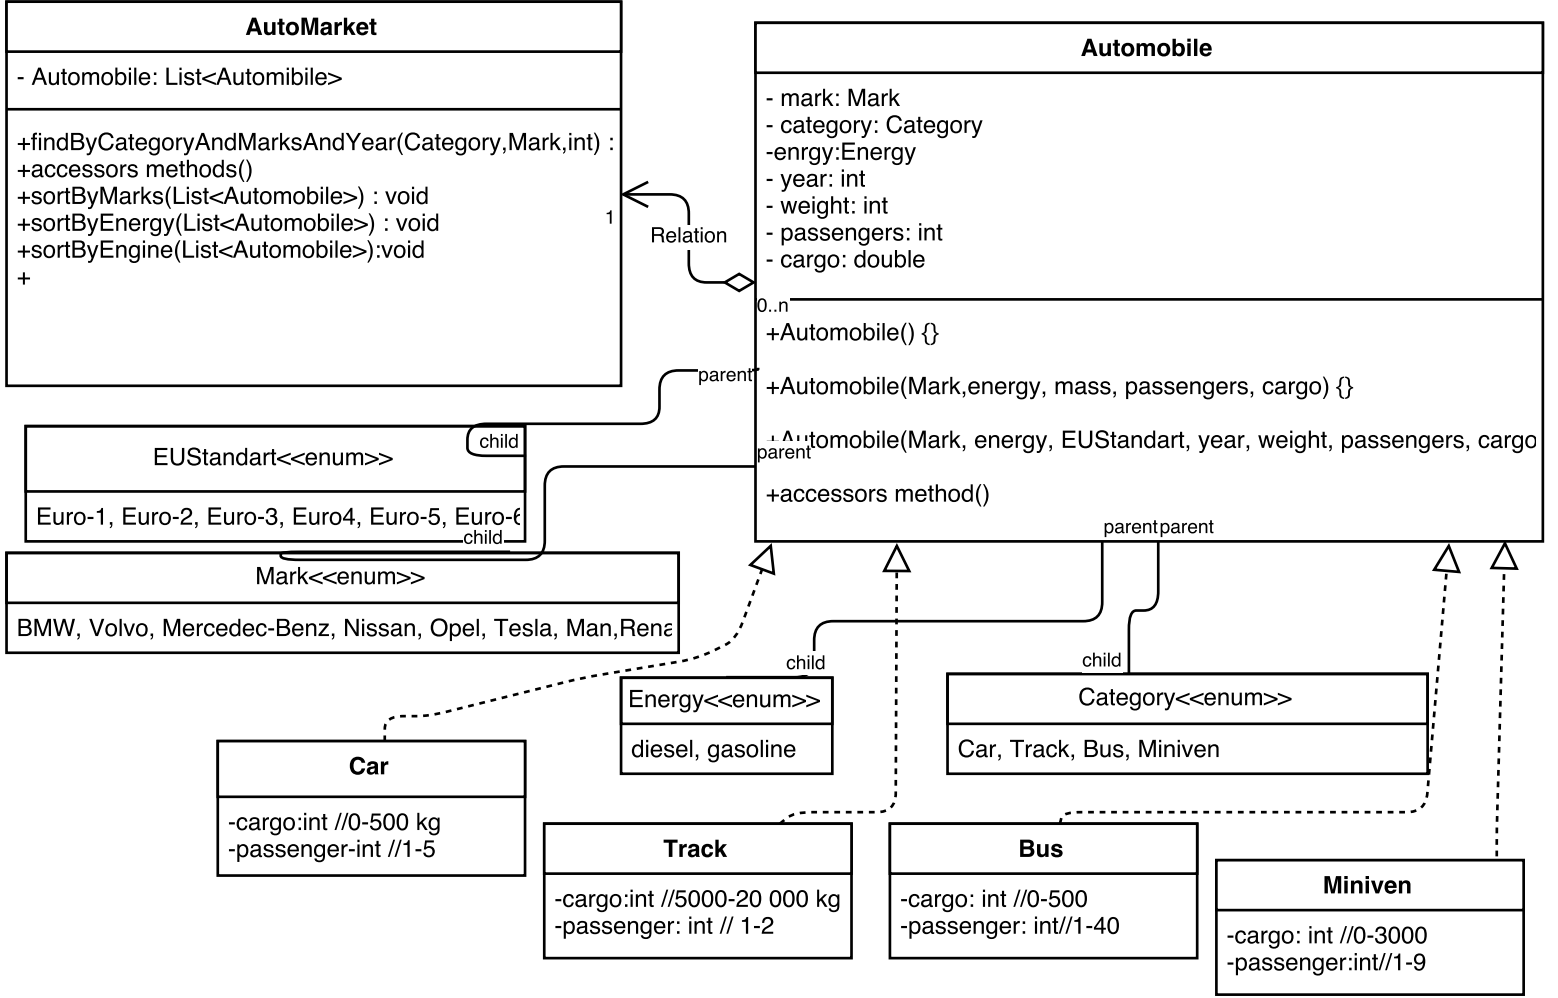 AutoMarket
- Automobile: List<Automibile>
+findByCategoryAndMarksAndYear(Category,Mark,int) :
+accessors methods()
+sortByMarks(List<Automobile>) : void
+sortByEnergy(List<Automobile>) : void
+sortByEngine(List<Automobile>):void
+
1
Relation
0..n
Automobile
- mark: Mark
- category: Category
-enrgy:Energy
- year: int
- weight: int
- passengers: int
- cargo: double
+Automobile() {}
+Automobile(Mark,energy, mass, passengers, cargo) {}
+Automobile(Mark, energy, EUStandart, year, weight, passengers, cargo
+accessors method()
parent
child
EUStandart<<enum>>
Euro-1, Euro-2, Euro-3, Euro4, Euro-5, Euro-6
parent
child
Mark<<enum>>
BMW, Volvo, Mercedec-Benz, Nissan, Opel, Tesla, Man,Rena
parent
parent
child
Energy<<enum>>
diesel, gasoline
child
Category<<enum>>
Car, Track, Bus, Miniven
Car
-cargo:int //0-500 kg
-passenger-int //1-5
Track
-cargo:int //5000-20 000 kg
-passenger: int // 1-2
Bus
-cargo: int //0-500
-passenger: int//1-40
Miniven
-cargo: int //0-3000
-passenger:int//1-9